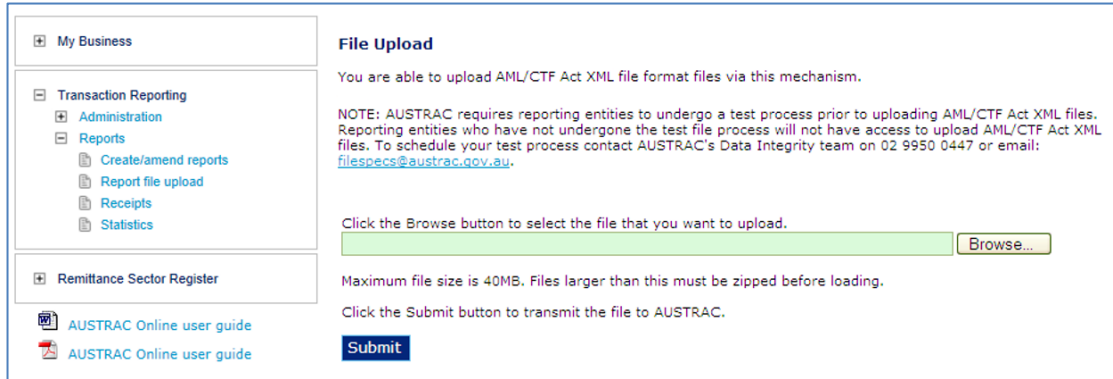 My Business
Transaction Reporting
Administration
Reports
Create/amend reports
Report file upload
Receipts
Statistics
Remittance Sector Register
AUSTRAC Online user guide
AUSTRAC Online user guide
File Upload
You are able to upload AML/CTF Act XML file format files via this mechanism.
NOTE: AUSTRAC requires reporting entities to undergo a test process prior to uploading AML/CTF Act XML files.
Reporting entities who have not undergone the test file process will not have access to upload AML/CTF Act XML
files. To schedule your test process contact AUSTRAC's Data Integrity team on 02 9950 0447 or email:
filespecs@austrac.gov.au.
Click the Browse button to select the file that you want to upload.
Browse...
Maximum file size is 40MB. Files larger than this must be zipped before loading.
Click the Submit button to transmit the file to AUSTRAC.
Submit